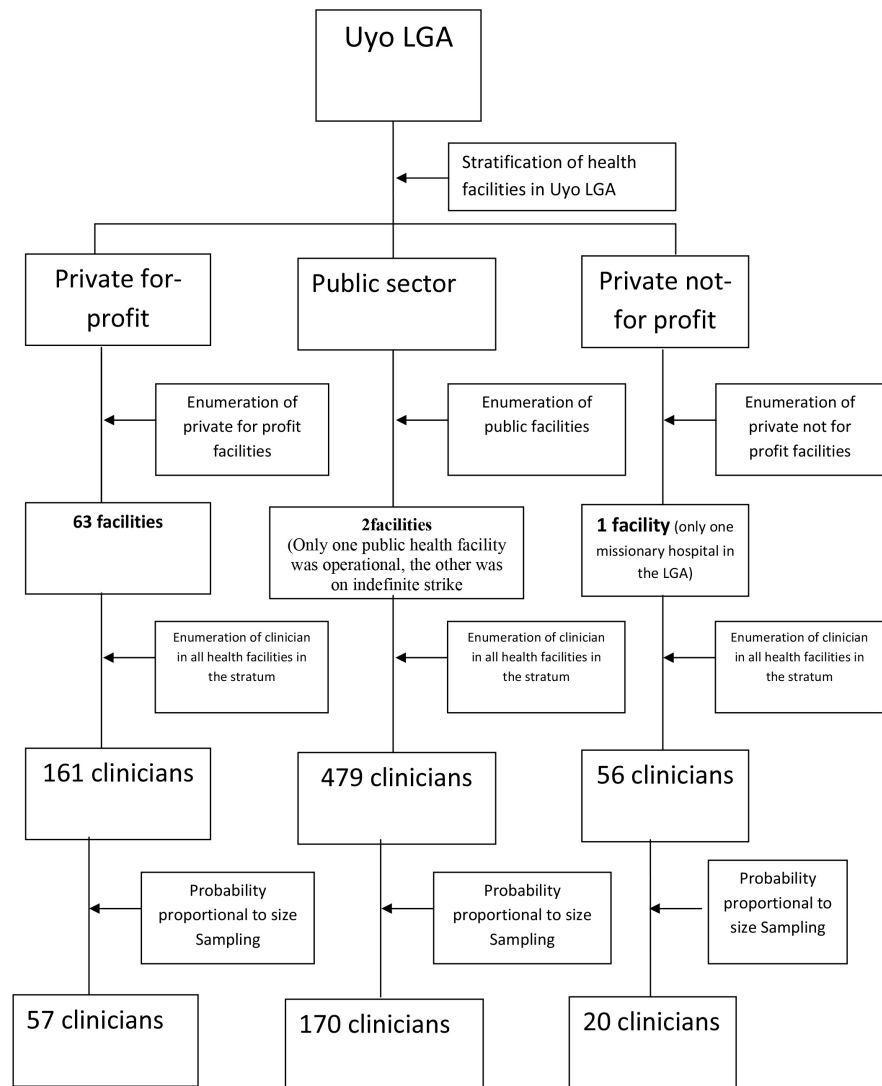 Uyo LGA
Stratification of health
facilities in Uyo LGA
Private for-
profit
Public sector
Private not-
for profit
Enumeration of
private for profit
facilities
Enumeration of
public facilities
Enumeration of
private not for
profit facilities
63 facilities
2facilities
(Only one public health facility
was operational, the other was
on indefinite strike
1 facility (only one
missionary hospital in
the LGA)
Enumeration of clinician
in all health facilities in
the stratum
Enumeration of clinician
in all health facilities in
the stratum
Enumeration of clinician
in all health facilities in
the stratum
161 clinicians
479 clinicians
56 clinicians
Probability
proportional to size
Sampling
Probability
proportional to size
Sampling
Probability
proportional to
size Sampling
57 clinicians
170 clinicians
20 clinicians